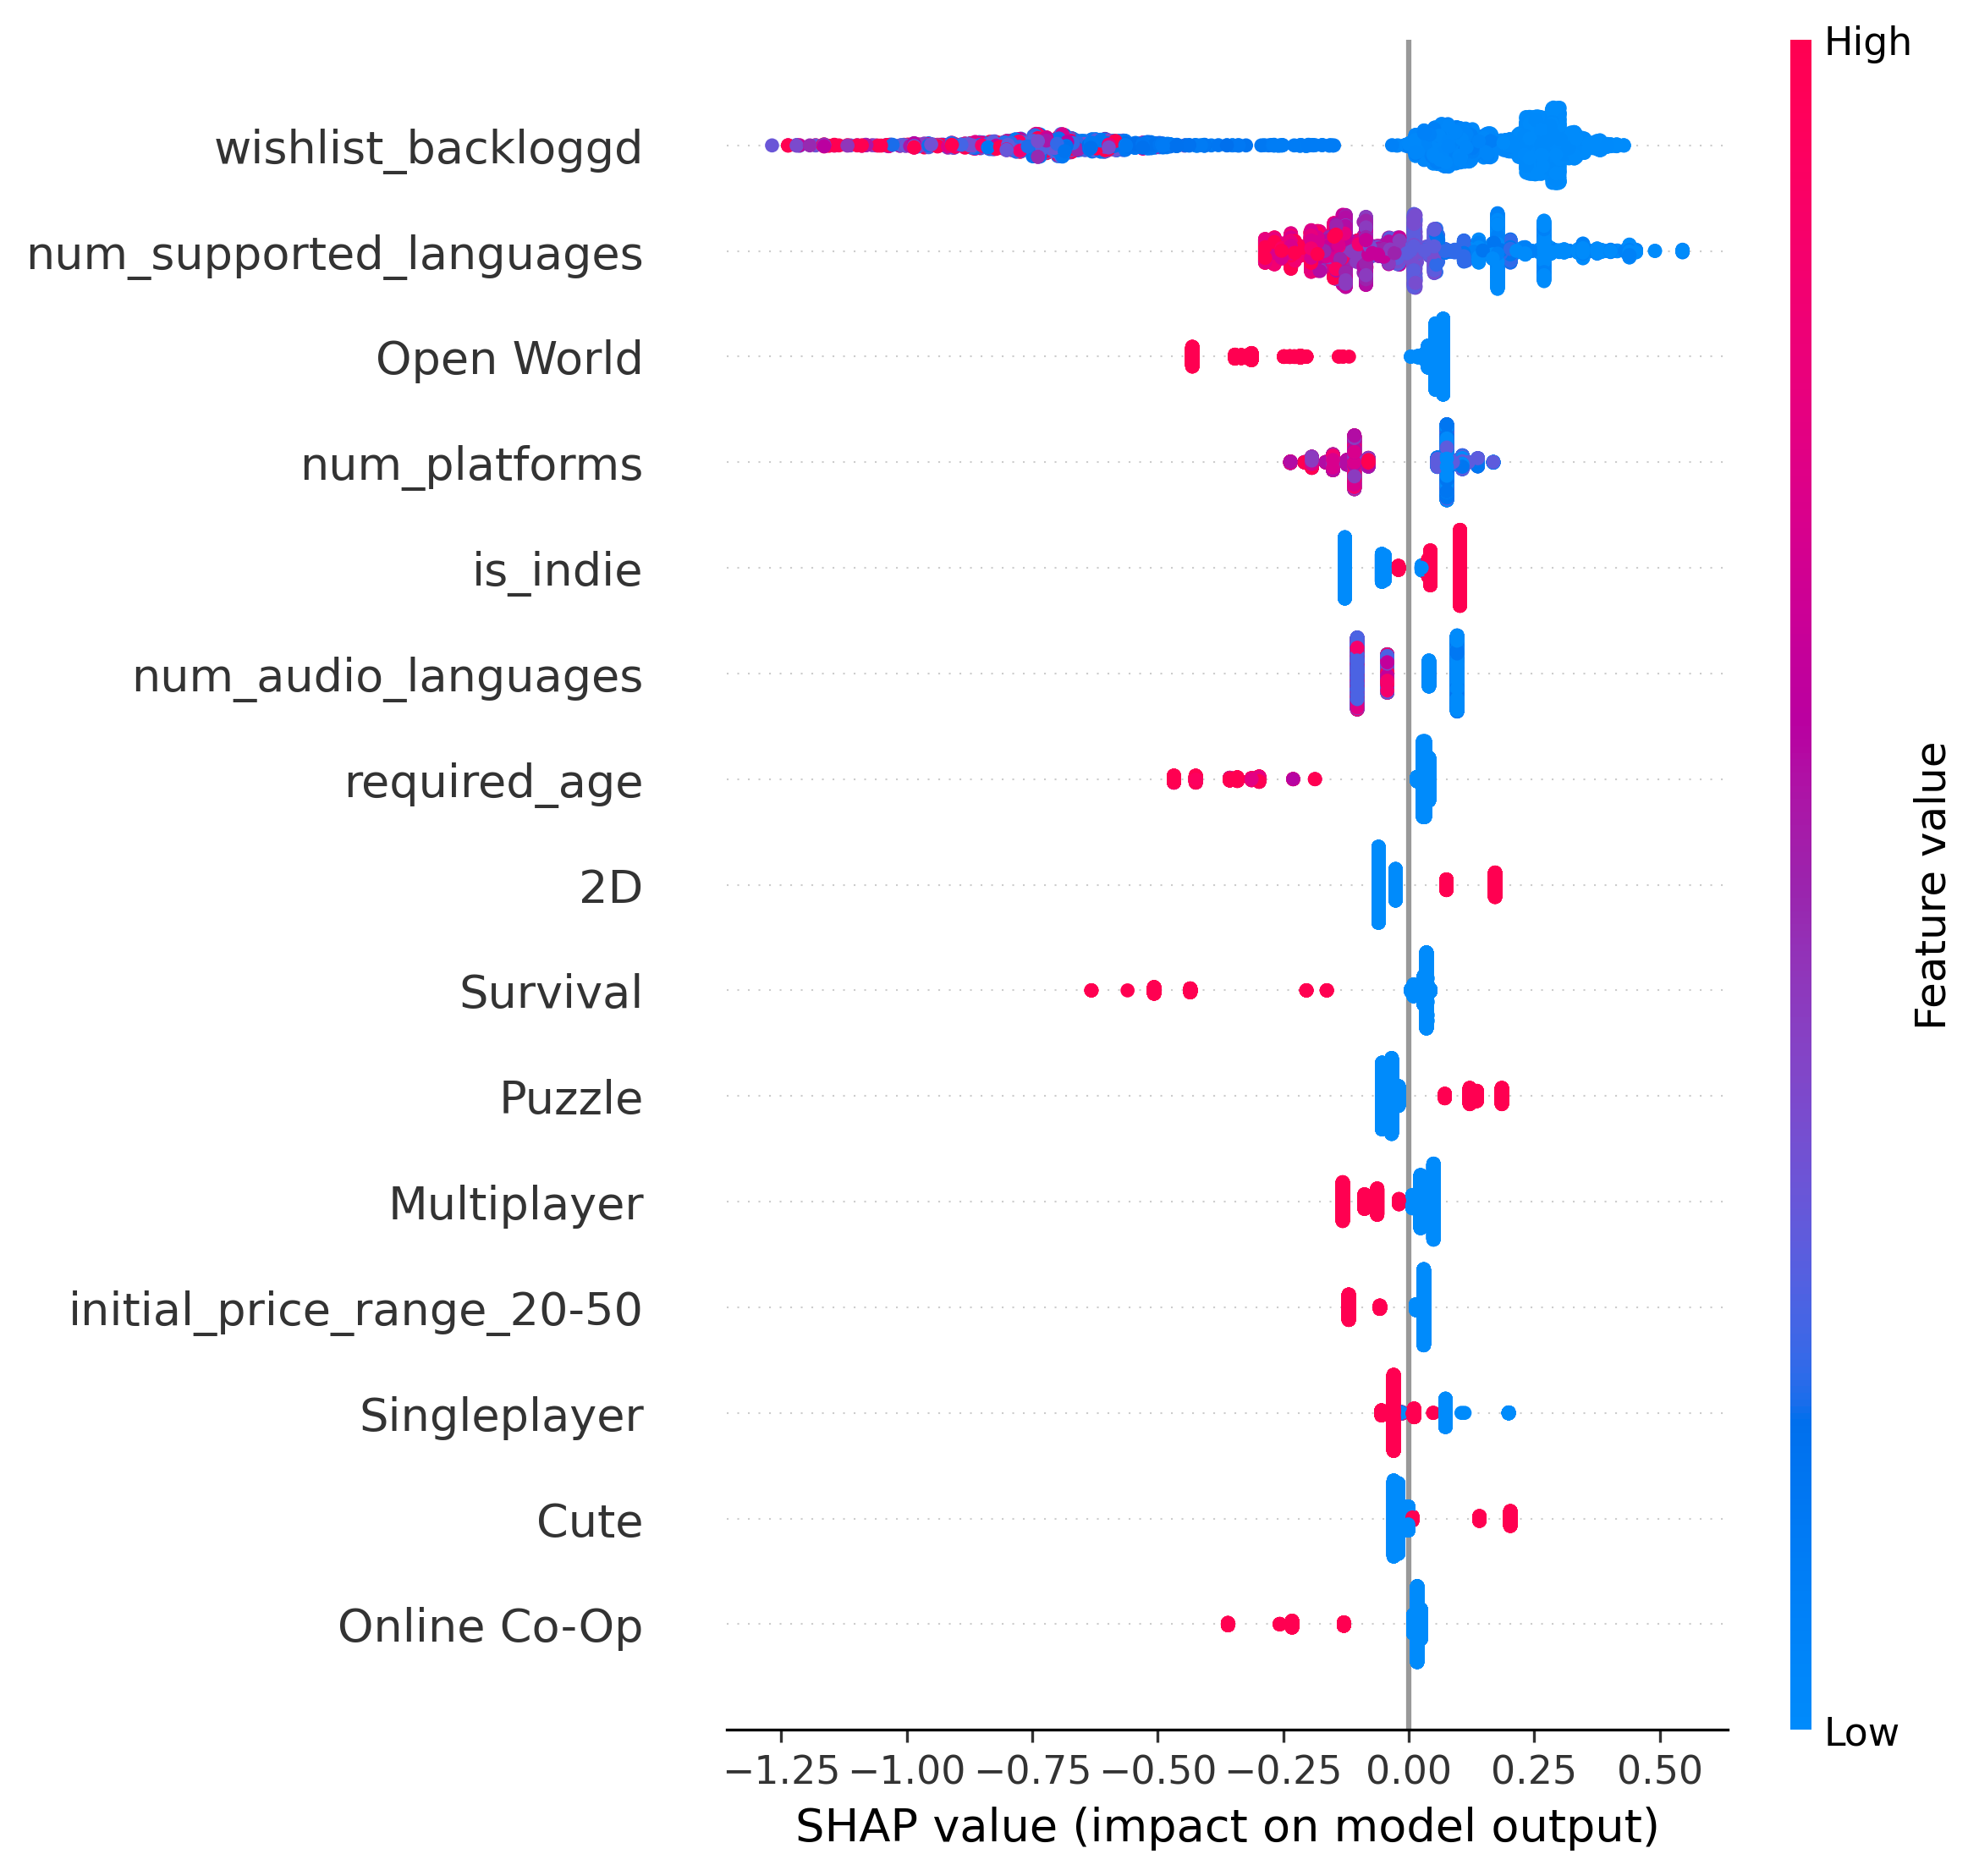 High
wishlist_backloggd
num_supported_languages
Open World
num_platforms
is_indie
num_audio_languages
required_age
2D
Survival
Puzzle
Multiplayer
initial_price_range_20-50
Singleplayer
Cute
Online Co-Op
Feature value
Low
−1.25 −1.00 −0.75 −0.50 −0.25 0.00 0.25 0.50
SHAP value (impact on model output)